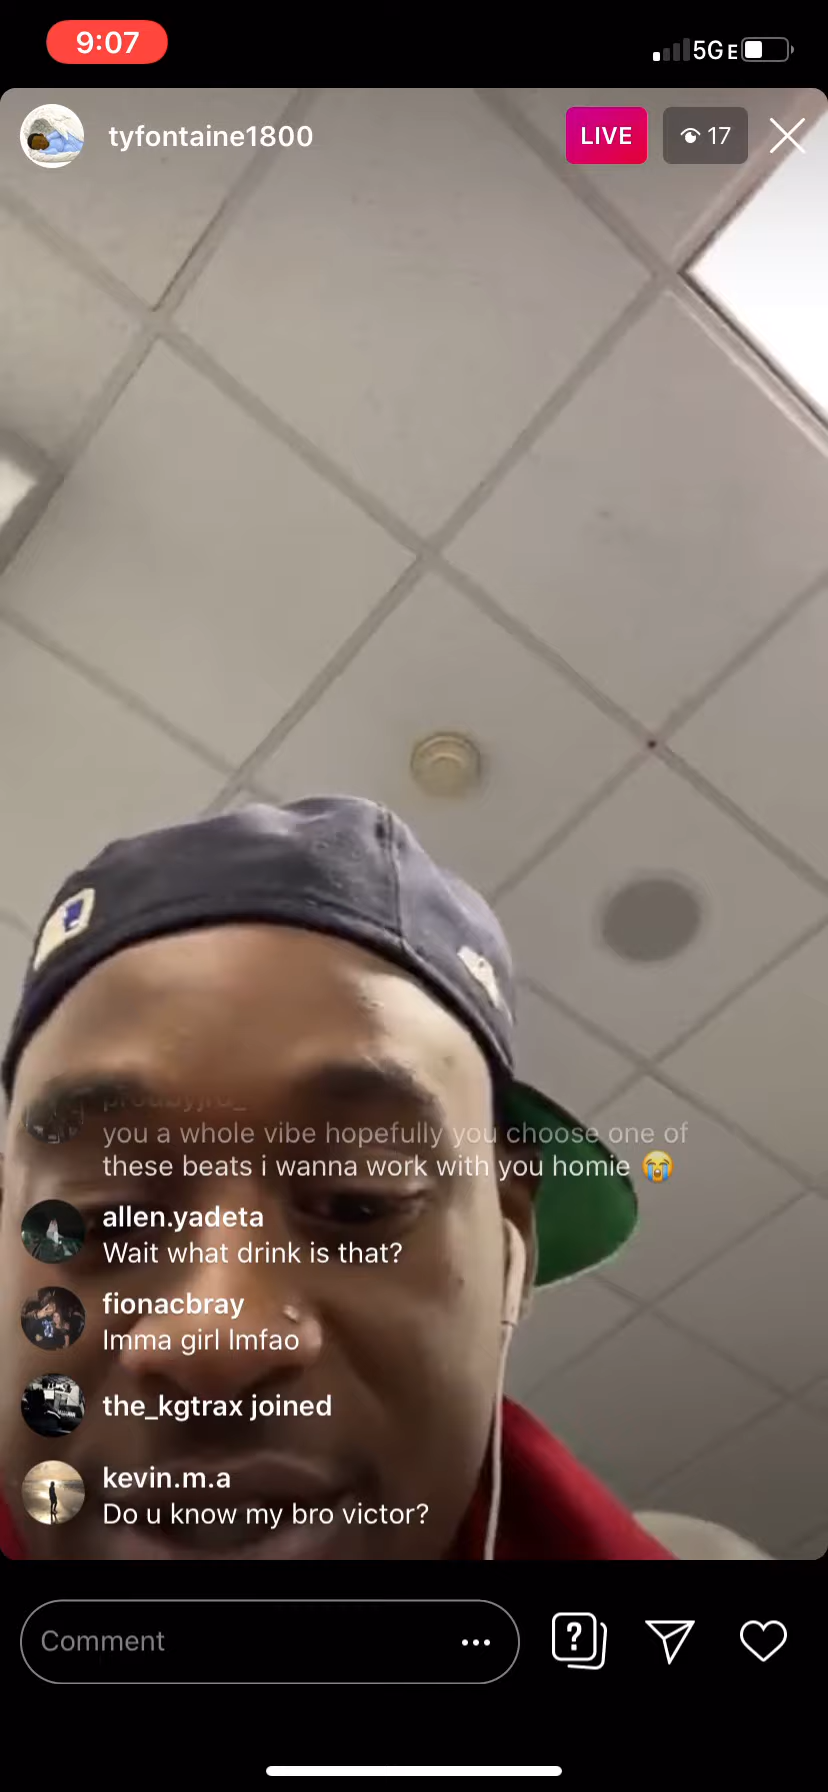 9:07
5G E
tyfontaine1800
LIVE
17
you a whole vibe hopefully you choose one of
these beats i wanna work with you homie 😭
allen.yadeta
Wait what drink is that?
fionacbray
Imma girl lmfao
the_kgtrax joined
kevin.m.a
Do u know my bro victor?
Comment